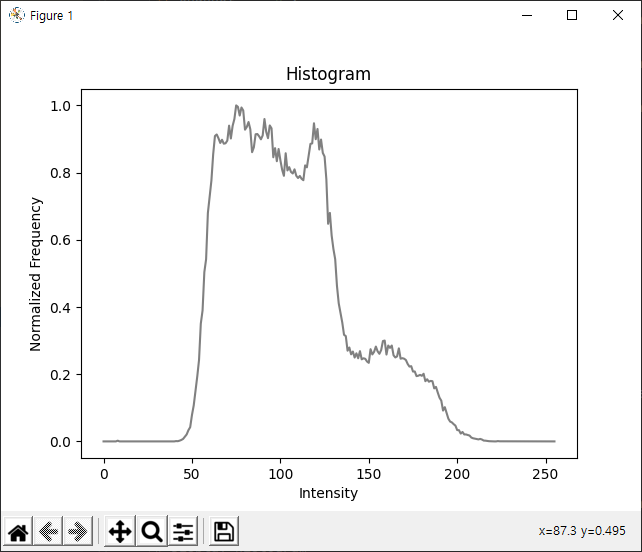 Figure 1
Histogram
1.0
0.8
0.6
0.4
0.2
0.0
Normalized Frequency
0 50 100 150 200 250
Intensity
x=87.3 y=0.495